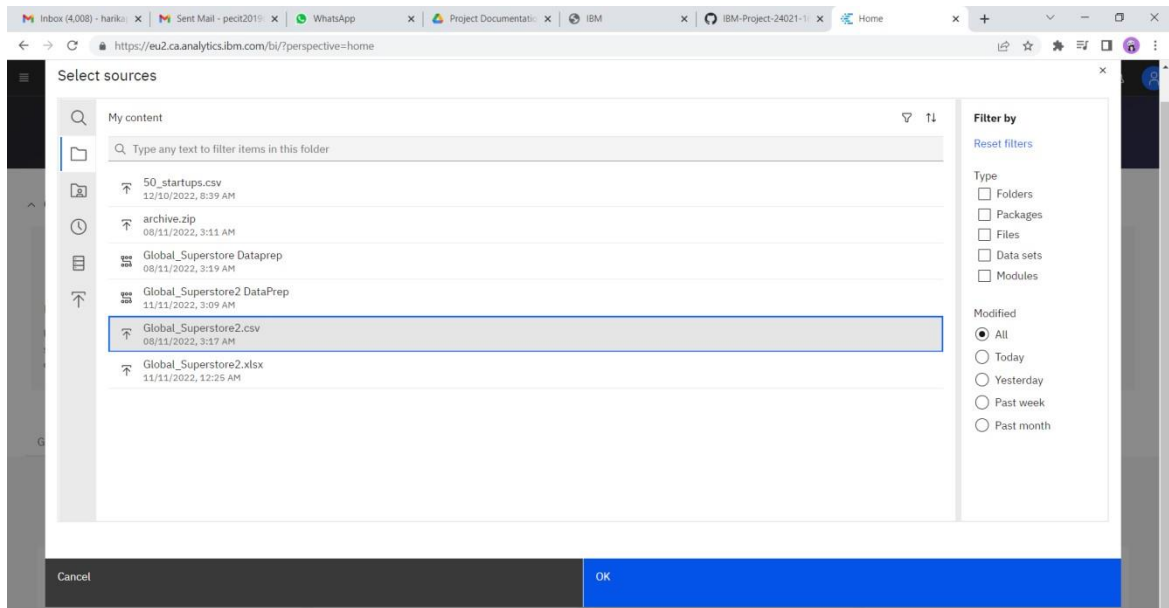 Inbox (4,008) - harika
Sent Mail - pecit2019
WhatsApp
Project Documentatio
IBM
IBM-Project-24021-1
Home
https://eu2.ca.analytics.ibm.com/bi/?perspective=home
Select sources
My content
Type any text to filter items in this folder
50_startups.csv
12/10/2022, 8:39 AM
archive.zip
08/11/2022, 3:11 AM
Global_Superstore Dataprep
08/11/2022, 3:19 AM
Global_Superstore2 DataPrep
11/11/2022, 3:09 AM
Global_Superstore2.csv
08/11/2022, 3:17 AM
Global_Superstore2.xlsx
11/11/2022, 12:25 AM
Filter by
Reset filters
Type
Folders
Packages
Files
Data sets
Modules
Modified
All
Today
Yesterday
Past week
Past month
Cancel
OK